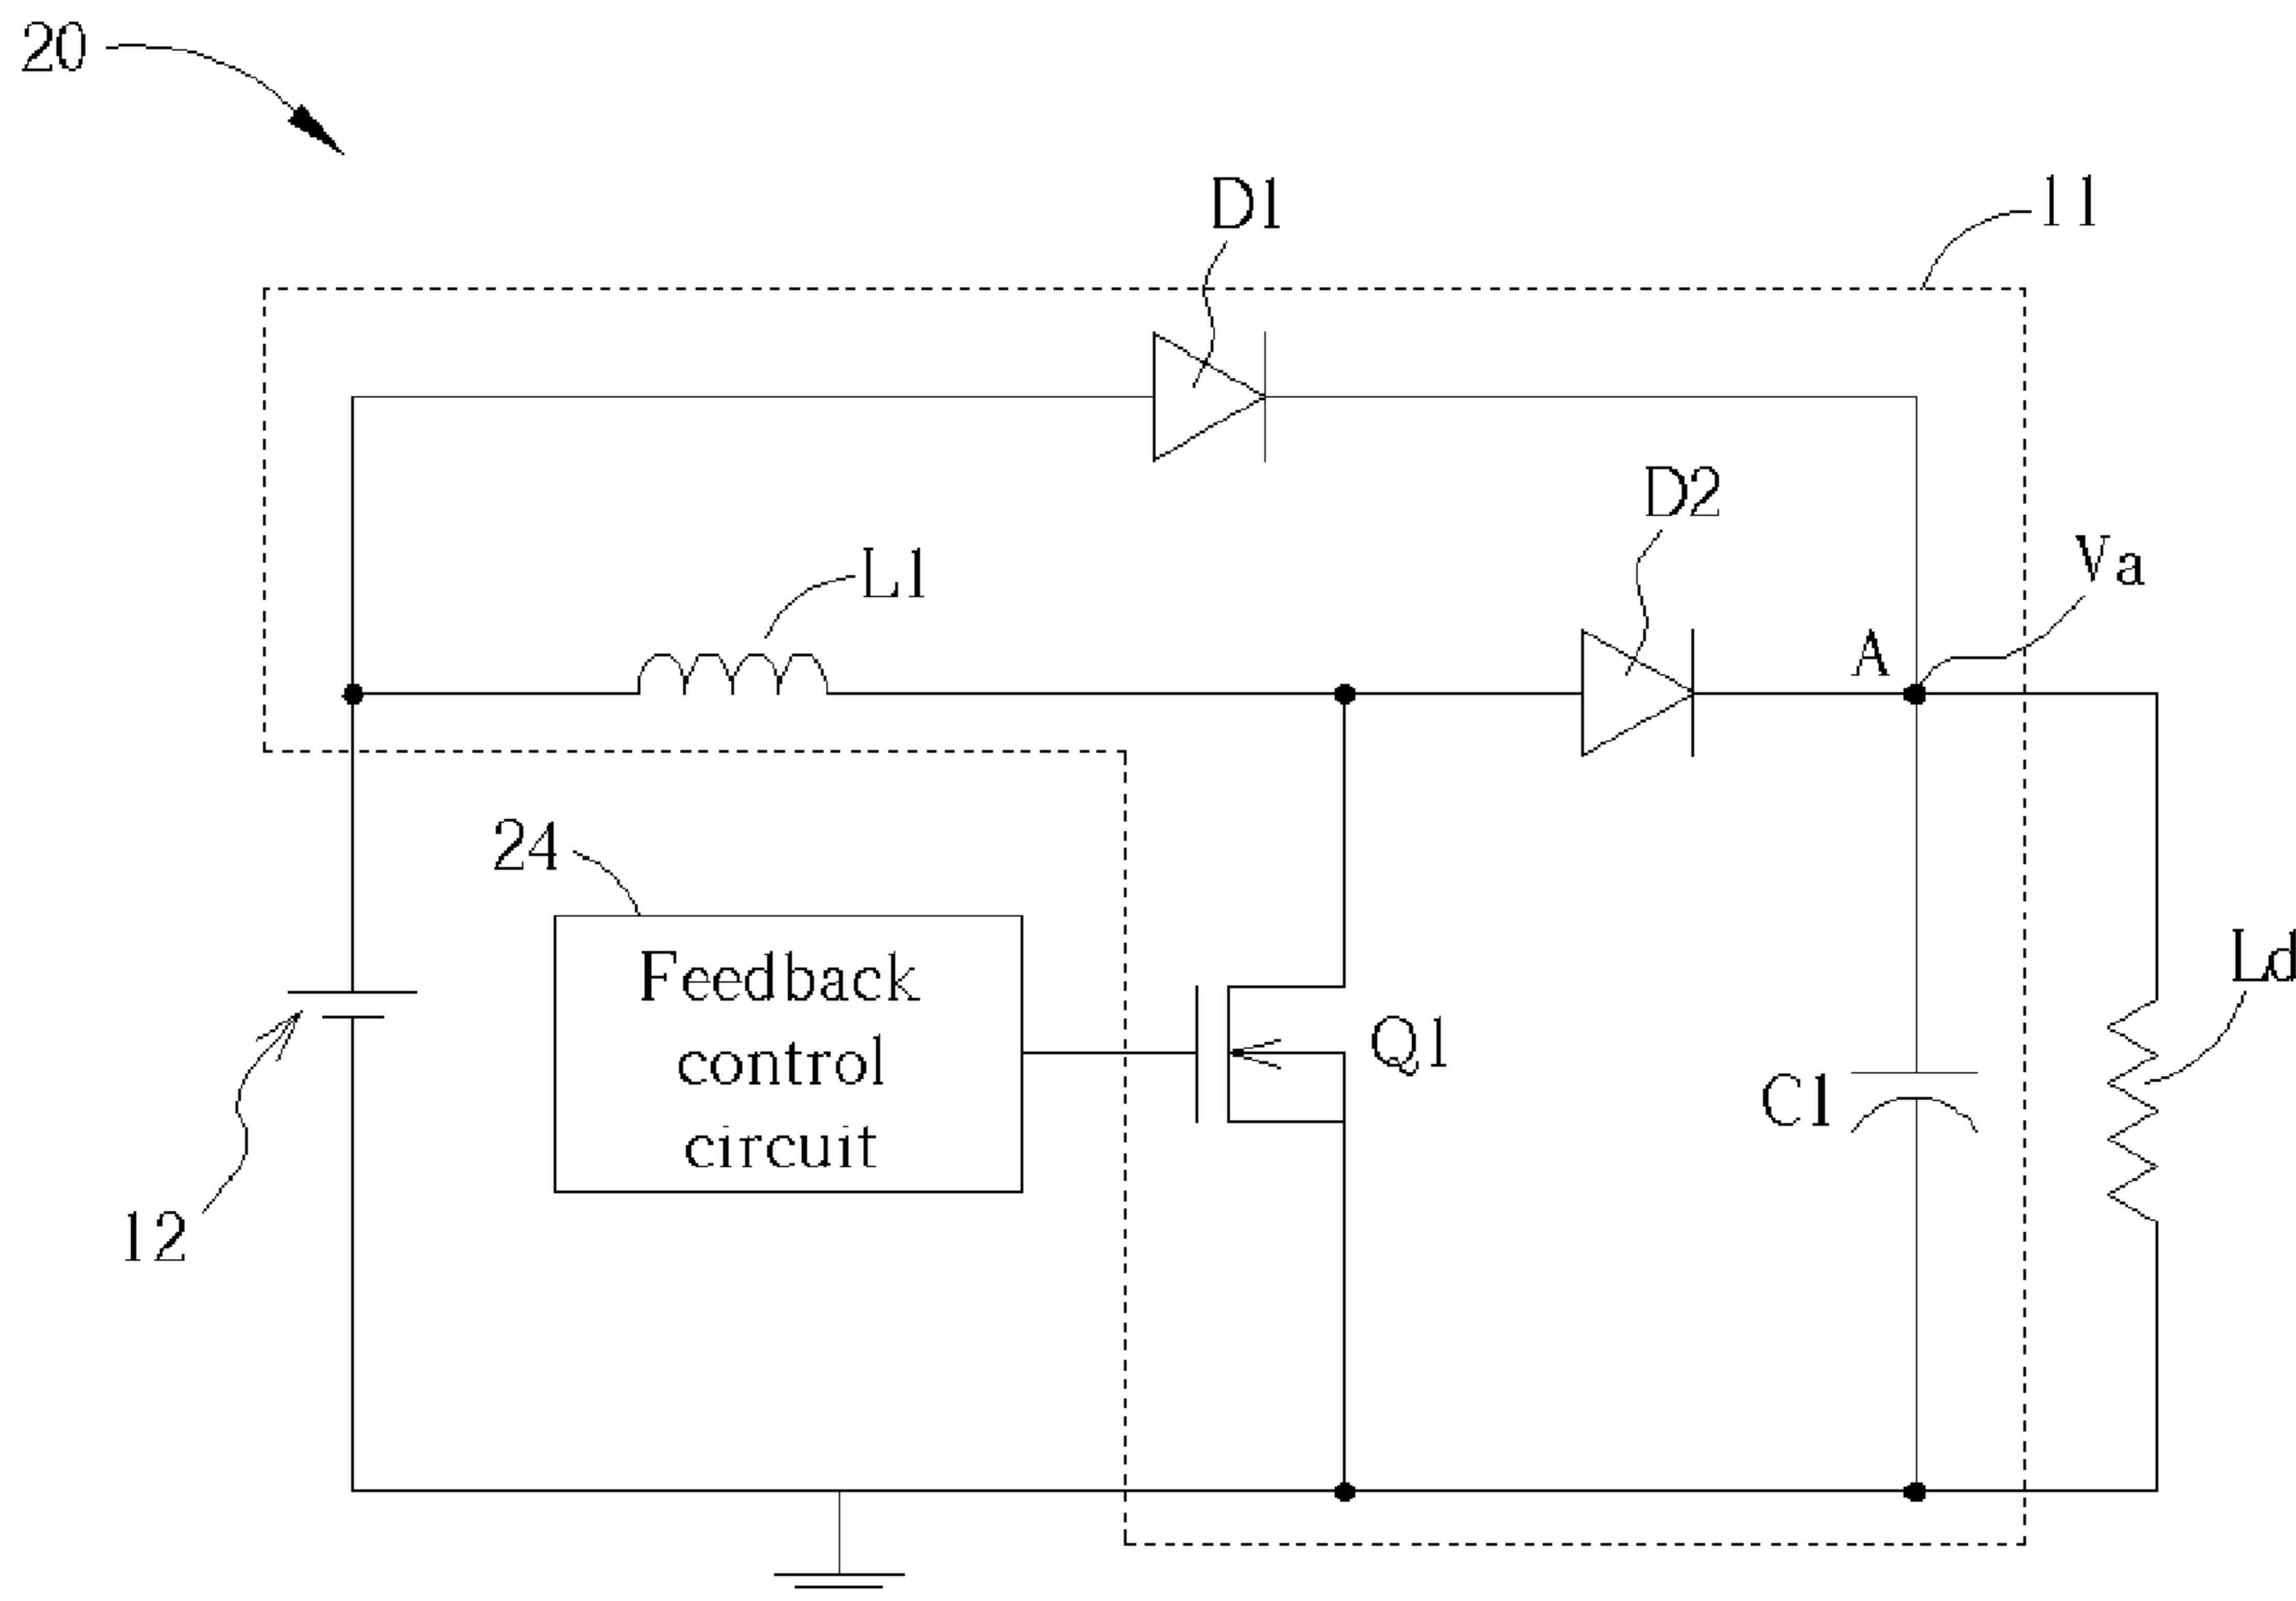 20
D1
11
D2
Va
L1
A
24
Feedback
control
circuit
Ld
Q1
C1
12